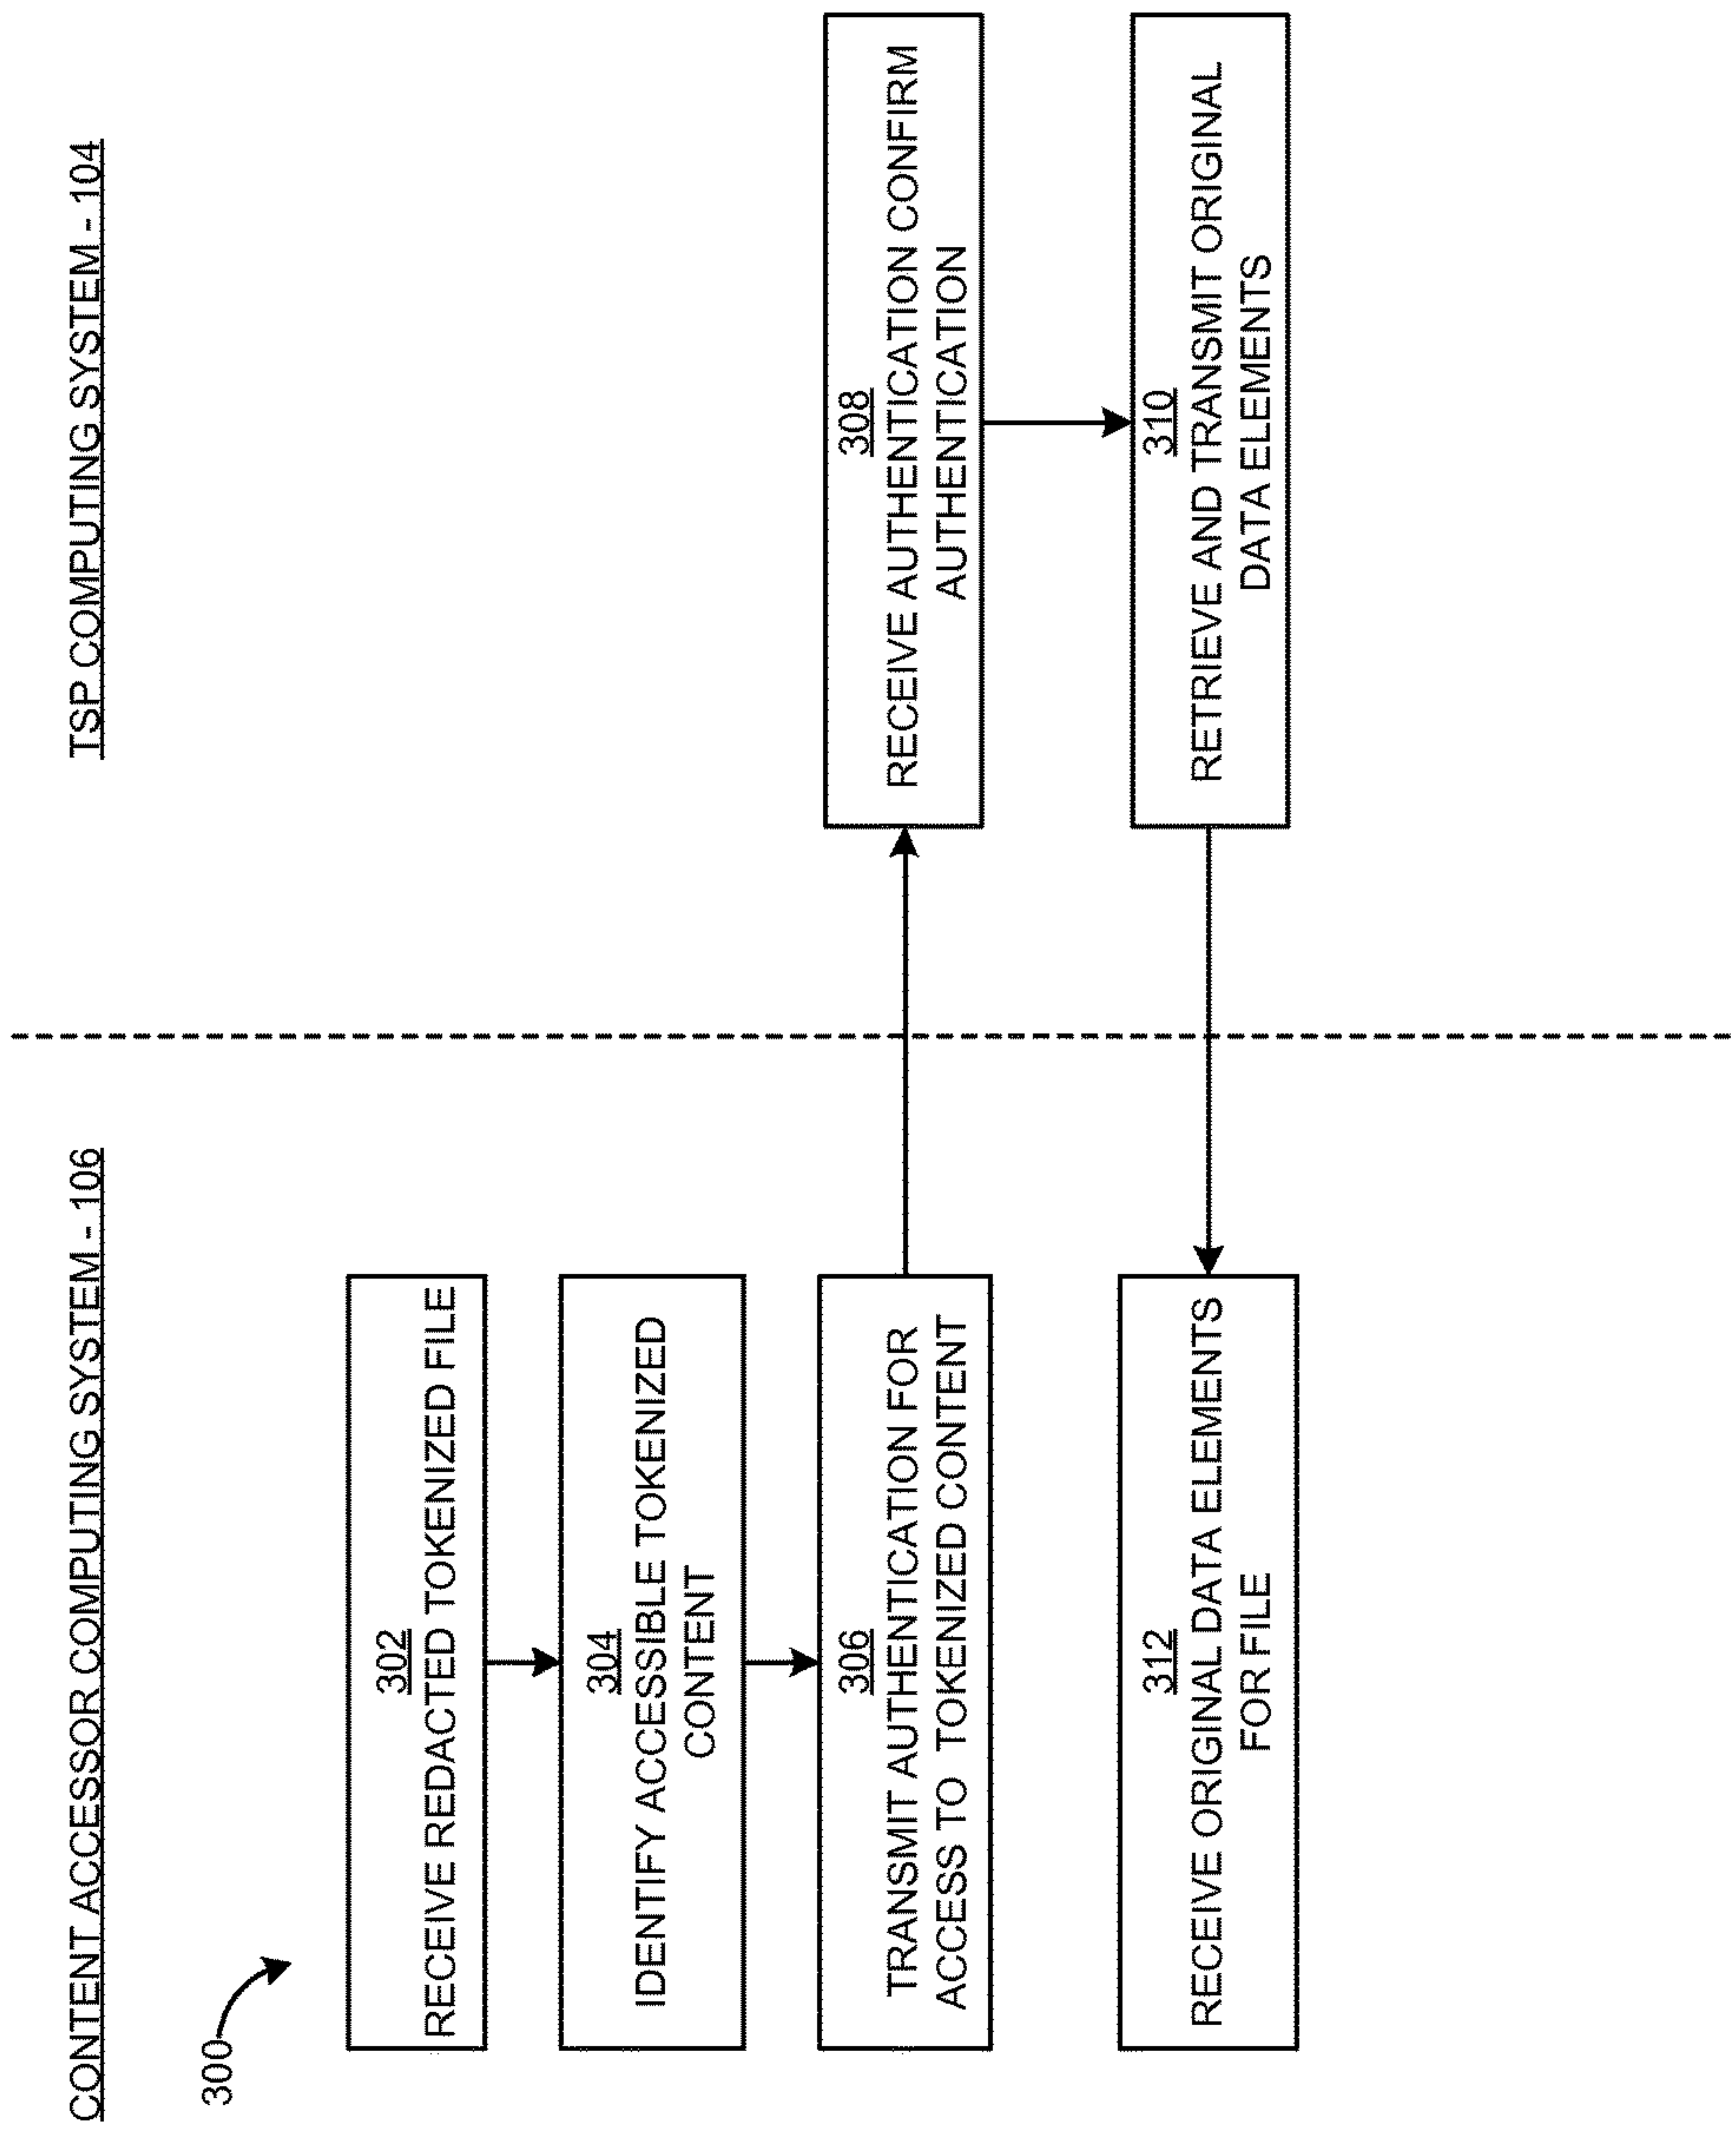 CONTENT ACCESSOR COMPUTING SYSTEM - 106
TSP COMPUTING SYSTEM - 104
300
302
RECEIVE REDACTED TOKENIZED FILE
304
IDENTIFY ACCESSIBLE TOKENIZED
CONTENT
306
TRANSMIT AUTHENTICATION FOR
ACCESS TO TOKENIZED CONTENT
308
RECEIVE AUTHENTICATION CONFIRM
AUTHENTICATION
310
RETRIEVE AND TRANSMIT ORIGINAL
DATA ELEMENTS
312
RECEIVE ORIGINAL DATA ELEMENTS
FOR FILE